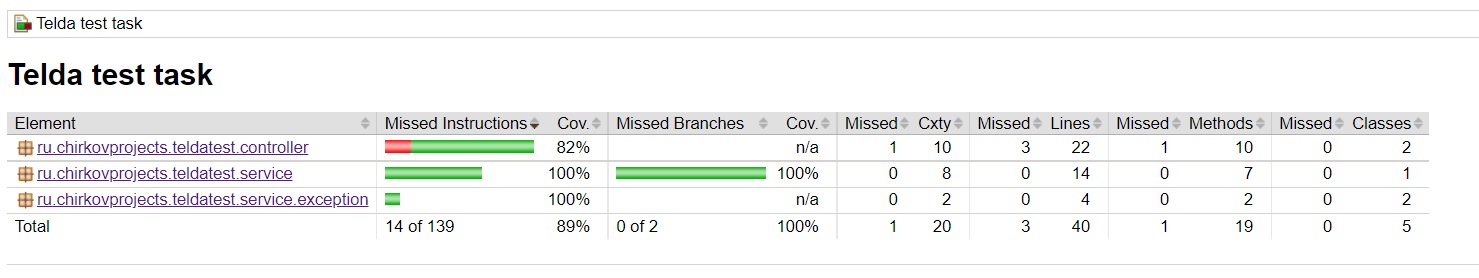 Telda test task
Telda test task
Element Missed Instructions Cov. Missed Branches Cov. Missed Cxty Missed Lines Missed Methods Missed Classes
ru.chirkovprojects.teldatest.controller 82% n/a 1 10 3 22 1 10 0 2
ru.chirkovprojects.teldatest.service 100% 100% 0 8 0 14 0 7 0 1
ru.chirkovprojects.teldatest.service.exception 100% n/a 0 2 0 4 0 2 0 2
Total 14 of 139 89% 0 of 2 100% 1 20 3 40 1 19 0 5